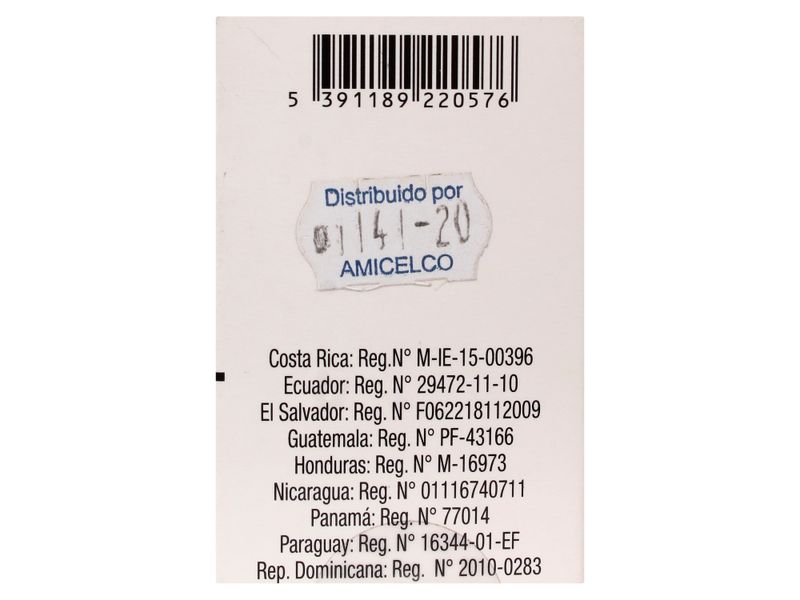 5 391189 220576
Distribuido por
01141-20
AMICELCO
Costa Rica: Reg.N° M-IE-15-00396
Ecuador: Reg. N° 29472-11-10
El Salvador: Reg. N° F062218112009
Guatemala: Reg. N° PF-43166
Honduras: Reg. N° M-16973
Nicaragua: Reg. N° 01116740711
Panamá: Reg. N° 77014
Paraguay: Reg. N° 16344-01-EF
Rep. Dominicana: Reg. N° 2010-0283